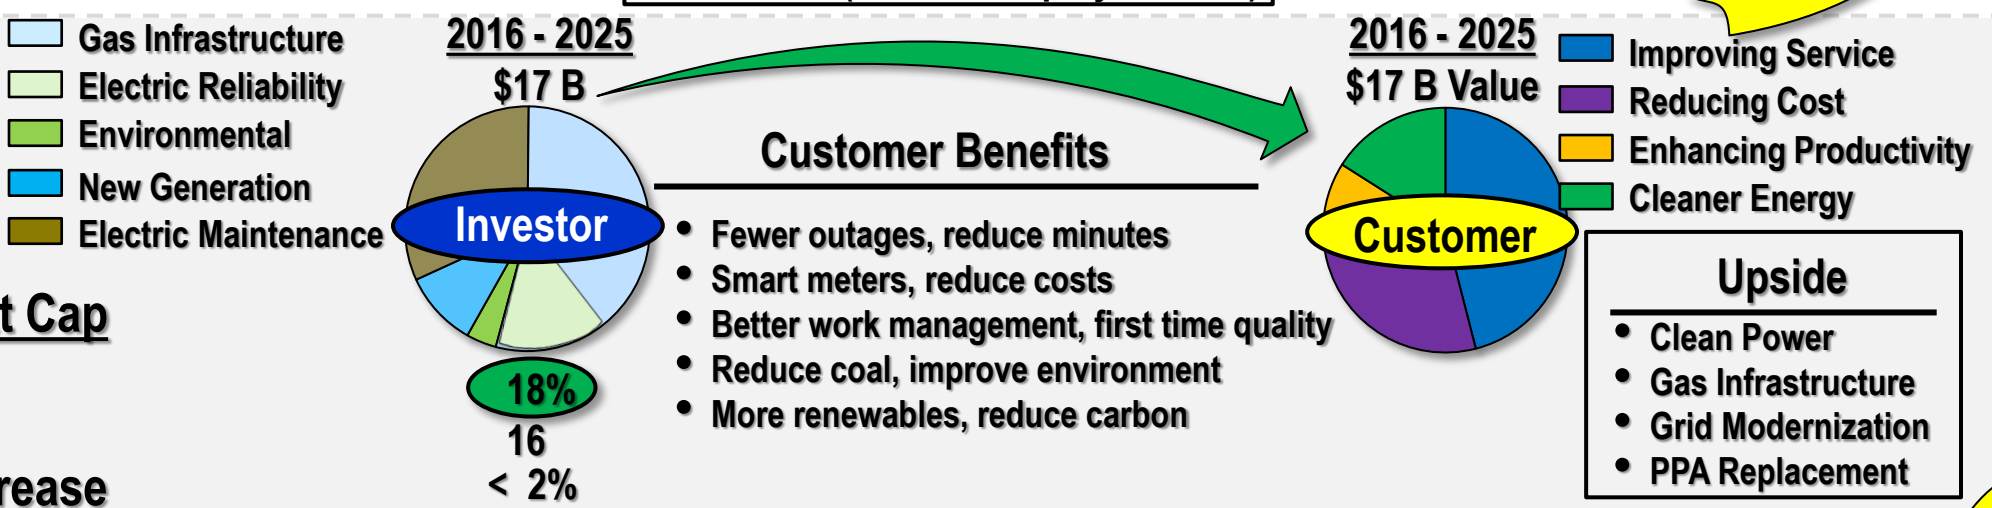 Gas Infrastructure
Electric Reliability
Environmental
New Generation
Electric Maintenance
2016 - 2025
$17 B
Investor
18%
16
< 2%
Customer Benefits
• Fewer outages, reduce minutes
• Smart meters, reduce costs
• Better work management, first time quality
• Reduce coal, improve environment
• More renewables, reduce carbon
2016 - 2025
$17 B Value
Customer
Improving Service
Reducing Cost
Enhancing Productivity
Cleaner Energy
Upside
• Clean Power
• Gas Infrastructure
• Grid Modernization
• PPA Replacement
t Cap
rease